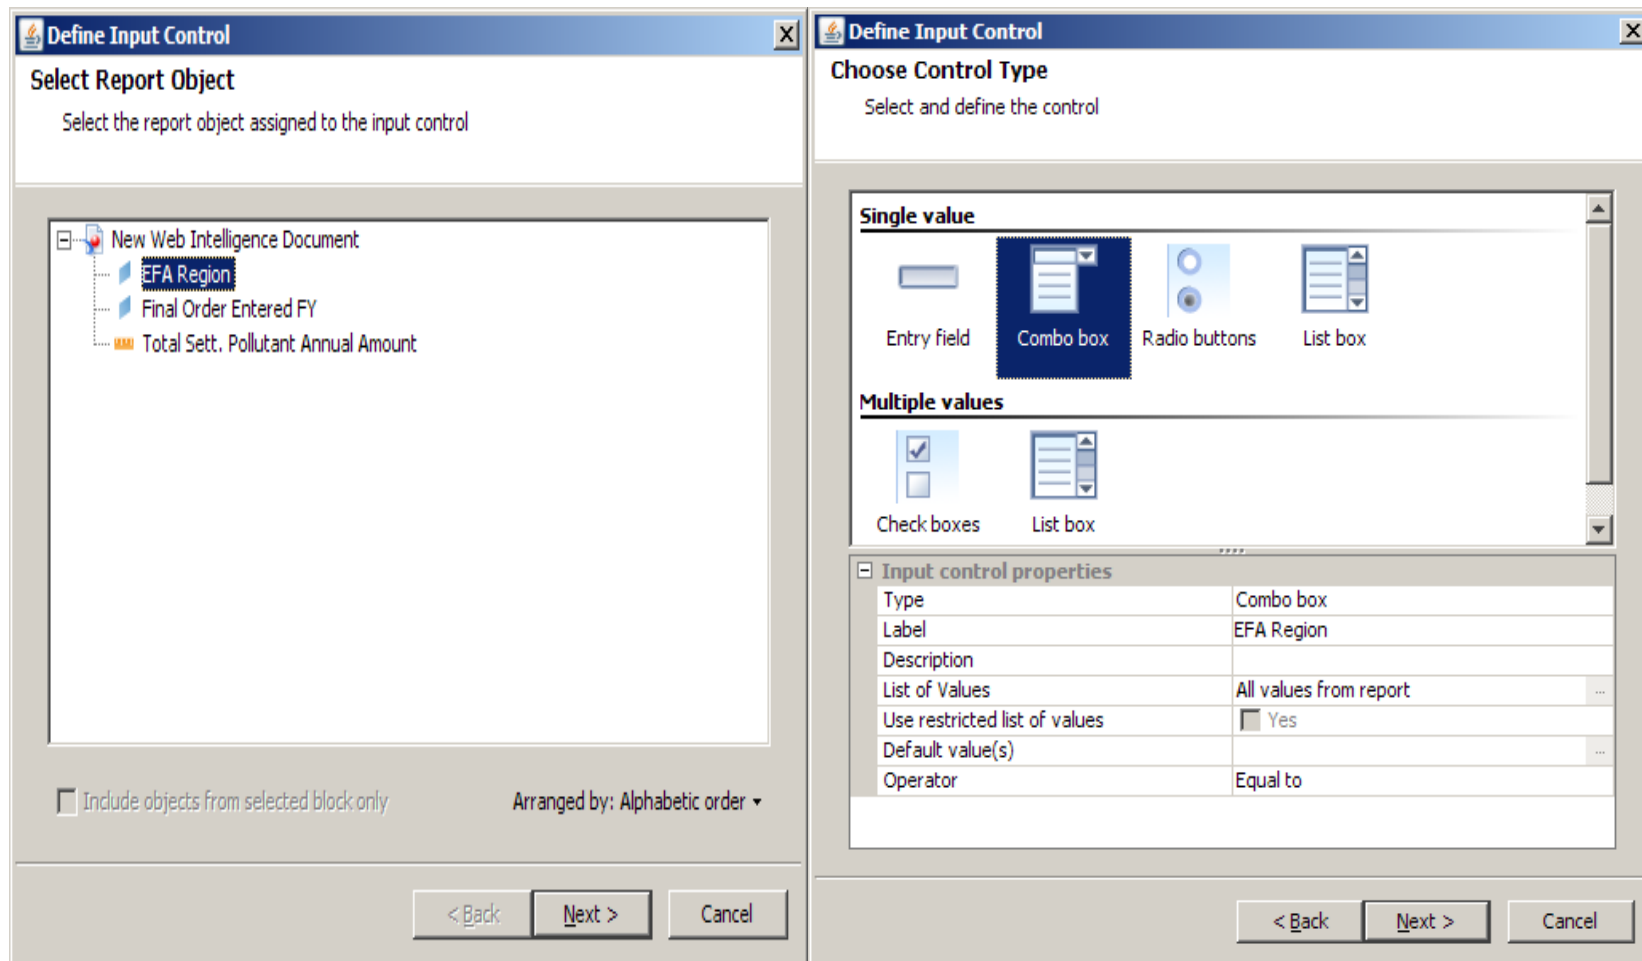 Define Input Control
Select Report Object
Select the report object assigned to the input control
New Web Intelligence Document
EFA Region
Final Order Entered FY
Total Sett. Pollutant Annual Amount
Include objects from selected block only
Arranged by: Alphabetic order
< Back
Next >
Cancel
Define Input Control
Choose Control Type
Select and define the control
Single value
Entry field
Combo box
Radio buttons
List box
Multiple values
Check boxes
List box
Input control properties
Type Combo box
Label EFA Region
Description
List of Values All values from report ...
Use restricted list of values Yes
Default value(s) ...
Operator Equal to
< Back
Next >
Cancel